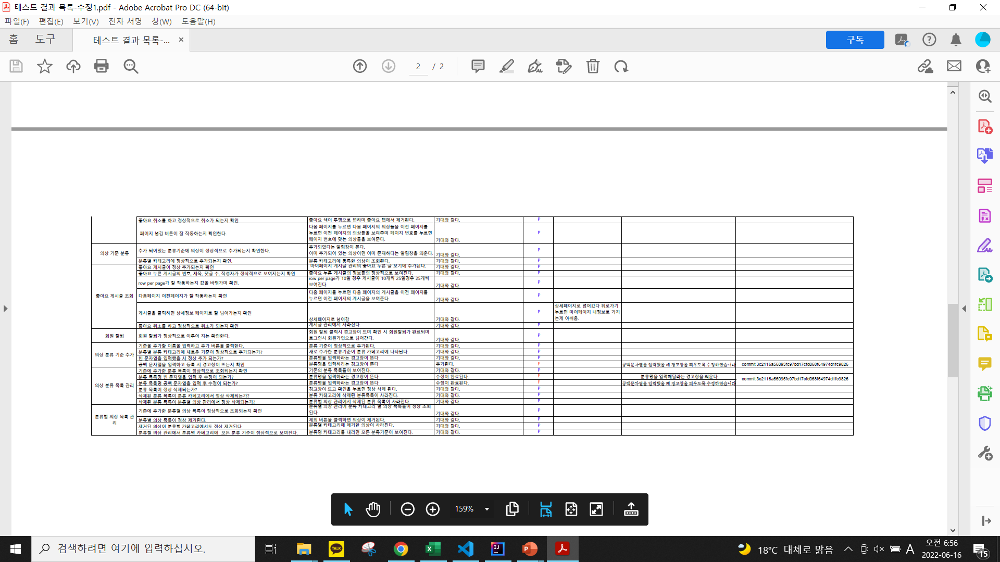 테스트 결과 목록-수정1.pdf - Adobe Acrobat Pro DC (64-bit)
파일(F) 편집(E) 보기(V) 전자 서명 창(W) 도움말(H)
홈 도구 테스트 결과 목록-... × 구독
2 / 2
좋아요 취소를 하고 정상적으로 취소가 되는지 확인 좋아요 색이 투명으로 변하며 좋아요 탭에서 제거된다. 기대와 같다. P
페이지 넘김 버튼이 잘 작동하는지 확인한다. 다음 페이지를 누르면 다음 페이지의 의상들을 이전 페이지를
누르면 이전 페이지의 의상들을 보여주며 페이지 번호를 누르면
페이지 번호에 맞는 의상들을 보여준다. 기대와 같다. P
의상 기준 분류 추가 되어있는 분류기준에 의상이 정상적으로 추가되는지 확인한다. 추가되었다는 알림창이 뜬다.
이미 추가되어 있는 의상이면 이미 존재하다는 알림창을 띄운다. 기대와 같다. P
분류별 카테고리에 정상적으로 추가되는지 확인. 분류 카테고리에 등록한 의상이 조회된다. 기대와 같다. P
좋아요 게시글 조회 좋아요 게시글이 정상 추가되는지 확인 마이페이지 게시글 관리의 좋아요 누른 글 보기에 추가된다. 기대와 같다. P
좋아요 누른 게시글의 번호, 제목, 댓글 수, 작성자가 정삭적으로 보여지는지 확인 좋아요 누른 게시글의 정보들의 정상적으로 보여진다. 기대와 같다. P
row per page가 잘 작동하는지 값을 바꿔가며 확인. row per page가 10일 경우 게시글이 10개씩 25일경우 25개씩
보여진다. 기대와 같다. P
다음페이지 이전페이지가 잘 작동하는지 확인 다음 페이지를 누르면 다음 페이지의 게시글을 이전 페이지를
누르면 이전 페이지의 게시글을 보여준다. 기대와 같다. P
게시글을 클릭하면 상세정보 페이지로 잘 넘어가는지 확인 상세페이지로 넘어감 기대와 같다. P 상세페이지로 넘어갔다 뒤로가기
누르면 마이페이지 내정보로 가지
는게 아쉬움.
좋아요 취소를 하고 정상적으로 취소가 되는지 확인 게시글 관리에서 사라진다. 기대와 같다. P
회원 탈퇴 회원 탈퇴가 정상적으로 이루어 지는 확인한다. 회원 탈퇴 클릭시 경고창이 뜨며 확인 시 회원탈퇴가 완료되며
로그인시 회원가입으로 넘어간다. 기대와 같다. P
의상 분류 기준 추가 기준을 추가할 이름을 입력하고 추가 버튼을 클릭한다. 분류 기준이 정상적으로 추가된다. 기대와 같다. P
분류별 분류 카테고리에 새로운 기준이 정상적으로 추가되는가? 새로 추가한 분류기준이 분류 카테고리에 나타난다. 기대와 같다. P
빈 문자열을 입력했을 시 정상 추가 되는가? 분류명을 입력하라는 경고창이 뜬다 기대와 같다. P
공백 문자열을 입력하고 등록 시 경고창이 뜨는지 확인 분류명을 입력하라는 경고창이 뜬다 추가된다. F 공백문자열을 입력했을 때 경고창을 띄우도록 수정하였습니다 commit 3c2116a56095fc97bd17cfd068f64974d1fc9826
의상 분류 목록 관리 기존에 추가한 분류 목록이 정상적으로 조회되는지 확인 기존의 분류 목록들이 보여진다. 기대와 같다. P
분류 목록명 빈 문자열을 입력 후 수정이 되는가? 분류명을 입력하라는 경고창이 뜬다 수정이 완료된다. F 분류명을 입력해달라는 경고창을 띄운다. commit 3c2116a56095fc97bd17cfd068f64974d1fc9826
분류 목록명 공백 문자열을 입력 후 수정이 되는가? 분류명을 입력하라는 경고창이 뜬다 수정이 완료된다. F 공백문자열을 입력했을 때 경고창을 띄우도록 수정하였습니다
분류 목록이 정상 삭제되는가? 경고창이 뜨고 확인을 누르면 정상 삭제 된다. 기대와 같다. P
삭제된 분류 목록이 분류 카테고리에서 정상 삭제되는가? 분류 카테고리에 삭제된 분류목록이 사라진다. 기대와 같다. P
삭제된 분류 목록이 분류별 의상 관리에서 정상 삭제되는가? 분류별 의상 관리에서 삭제된 분류 목록이 사라진다. 기대와 같다. P
분류별 의상 목록 관
리 기존에 추가한 분류별 의상 목록이 정상적으로 조회되는지 확인 분류별 의상 관리에 분류 카테고리 별 의상 목록들이 정상 조회
된다. 기대와 같다. P
분류별 의상 목록이 정상 제거된다. 제외 버튼을 클릭하면 의상이 제거된다. 기대와 같다. P
제거된 의상이 분류별 카테고리에서도 정상 제거된다. 분류별 카테고리에 제거한 의상이 사라진다. 기대와 같다. P
분류별 의상 관리에서 분류명 카테고리에 모든 분류 기준이 정상적으로 보여진다. 분류명 카테고리를 내리면 모든 분류기준이 보여진다. 기대와 같다. P
159%
검색하려면 여기에 입력하십시오.
TALK
18°C 대체로 맑음 A 오전 6:56
2022-06-16
15